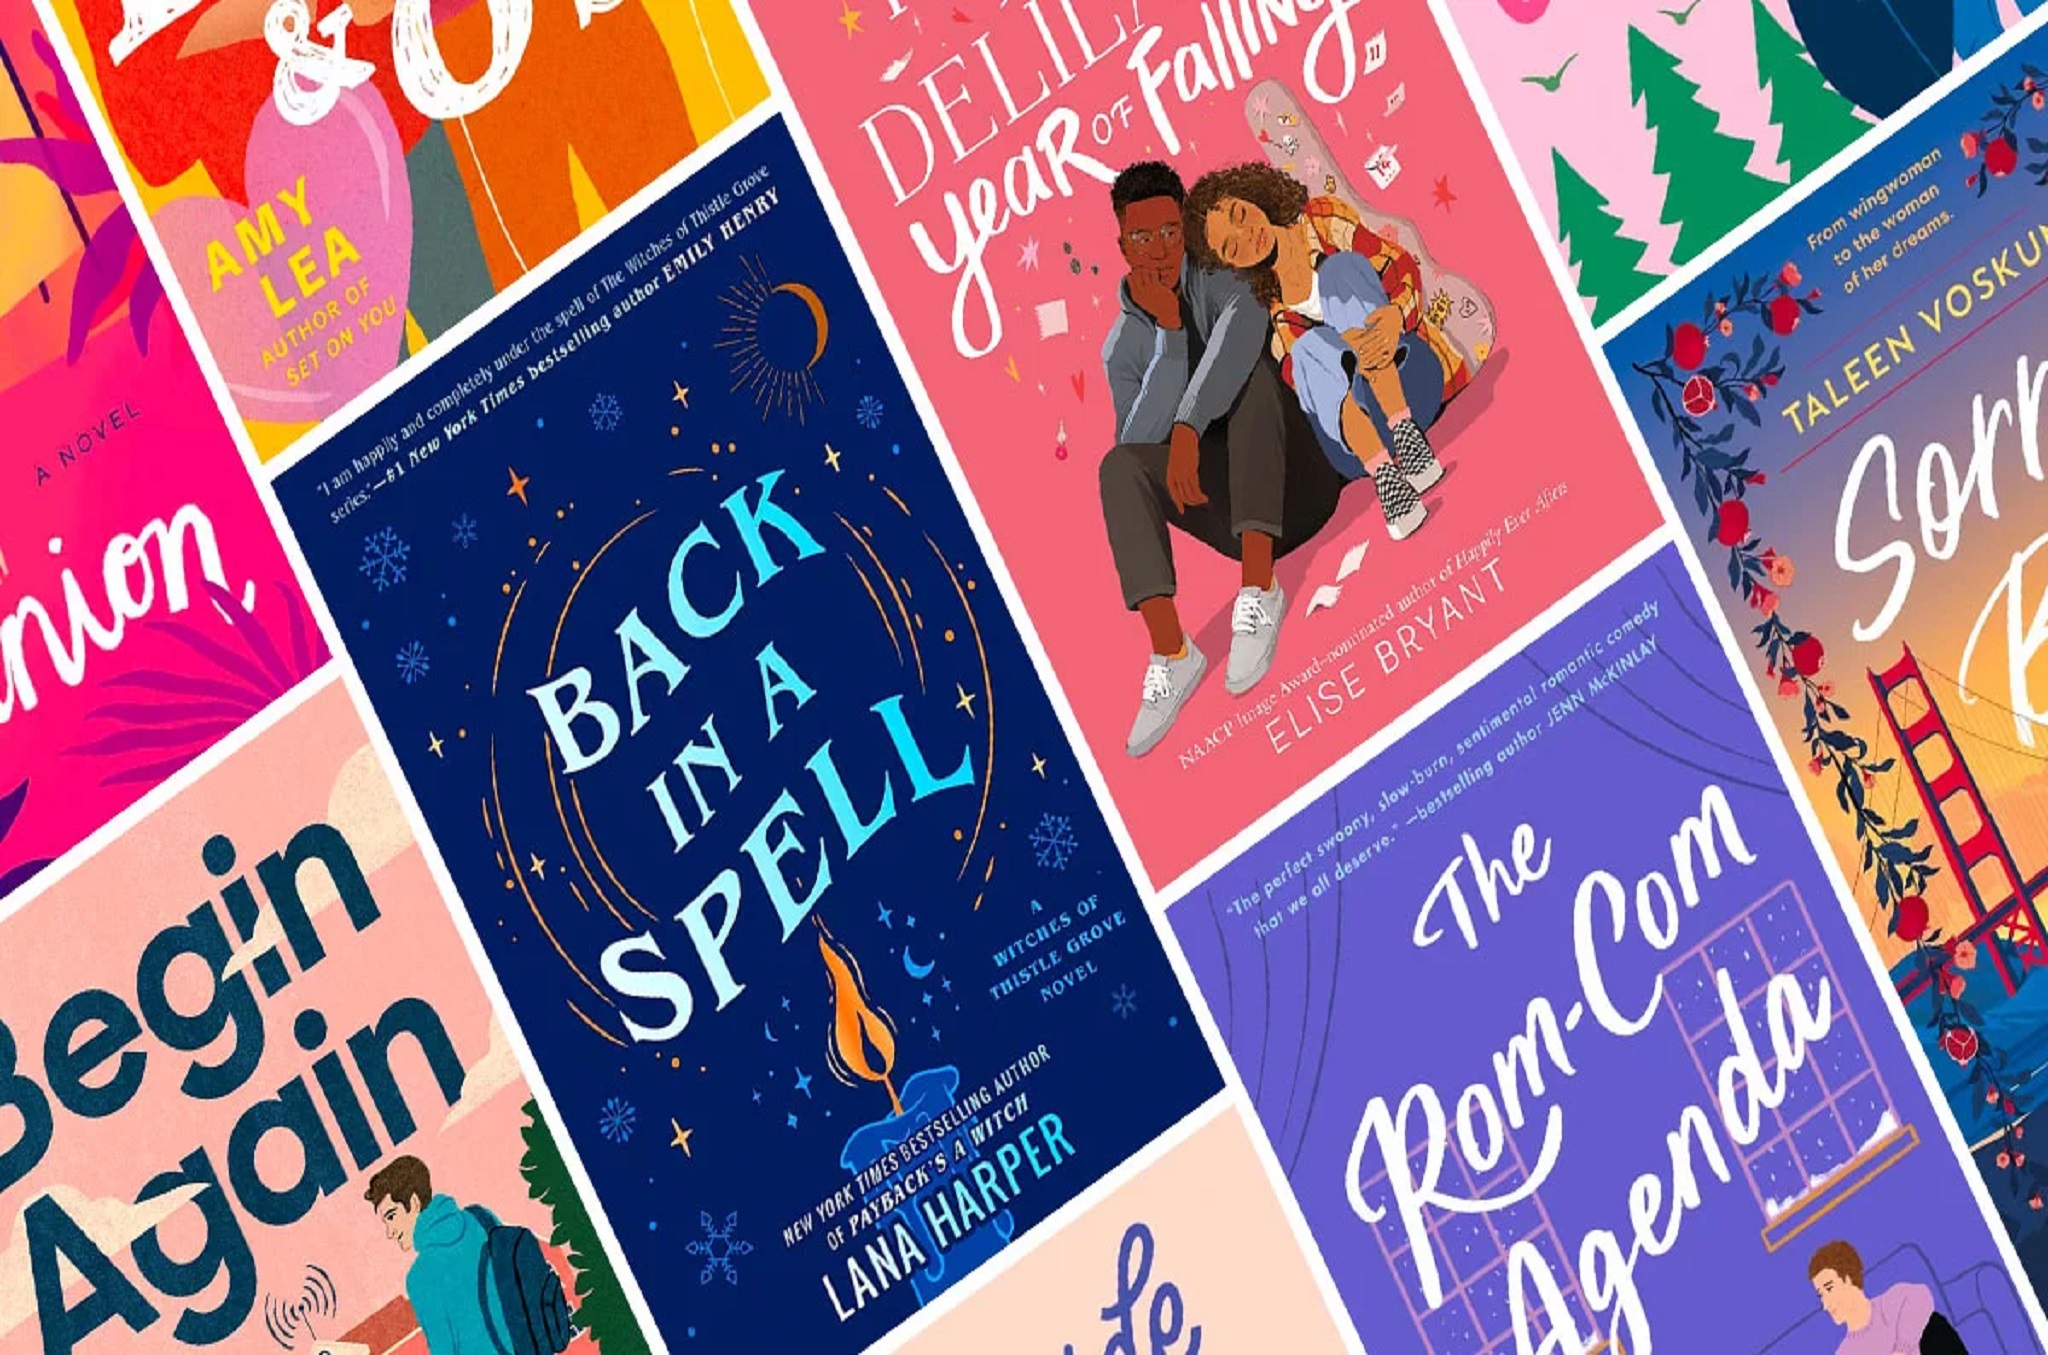 &
AMY
LEA
AUTHOR OF
SET ON YOU
A NOVEL
Begin
Again
"I am happily and completely under the spell of The Witches of Thistle Grove
series."—#1 New York Times bestselling author EMILY HENRY
BACK
IN A
SPELL
A
WITCHES OF
THISTLE GROVE
NOVEL
NEW YORK TIMES BESTSELLING AUTHOR
OF PAYBACK'S A WITCH
LANA HARPER
YEAR OF Falling
NAACP Image Award–nominated author of Happily Ever Afters
ELISE BRYANT
"The perfect swoony, slow-burn, sentimental romantic comedy
that we all deserve." —bestselling author JENN McKINLAY
The
Rom-Com
Agenda
From wingwoman
to the woman
of her dreams.
TALEEN